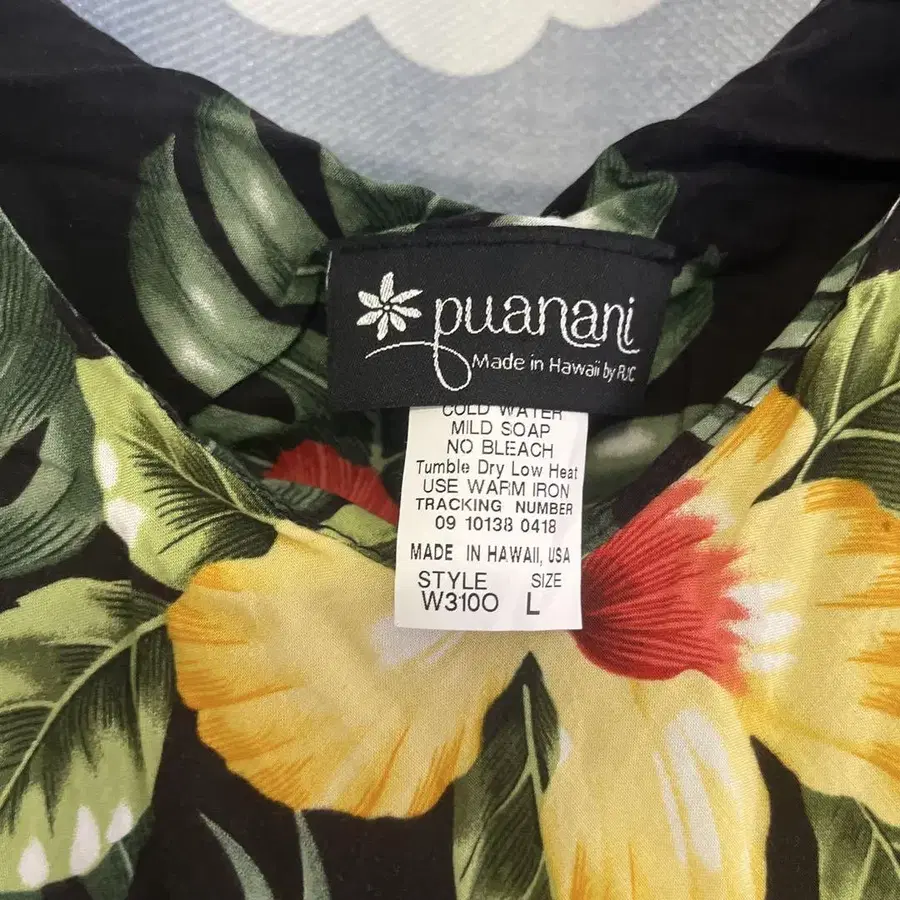 puanani
Made in Hawaii by RJC
COLD WATER
MILD SOAP
NO BLEACH
Tumble Dry Low Heat
USE WARM IRON
TRACKING NUMBER
09 10138 0418
MADE IN HAWAII, USA
STYLE SIZE
W3100 L